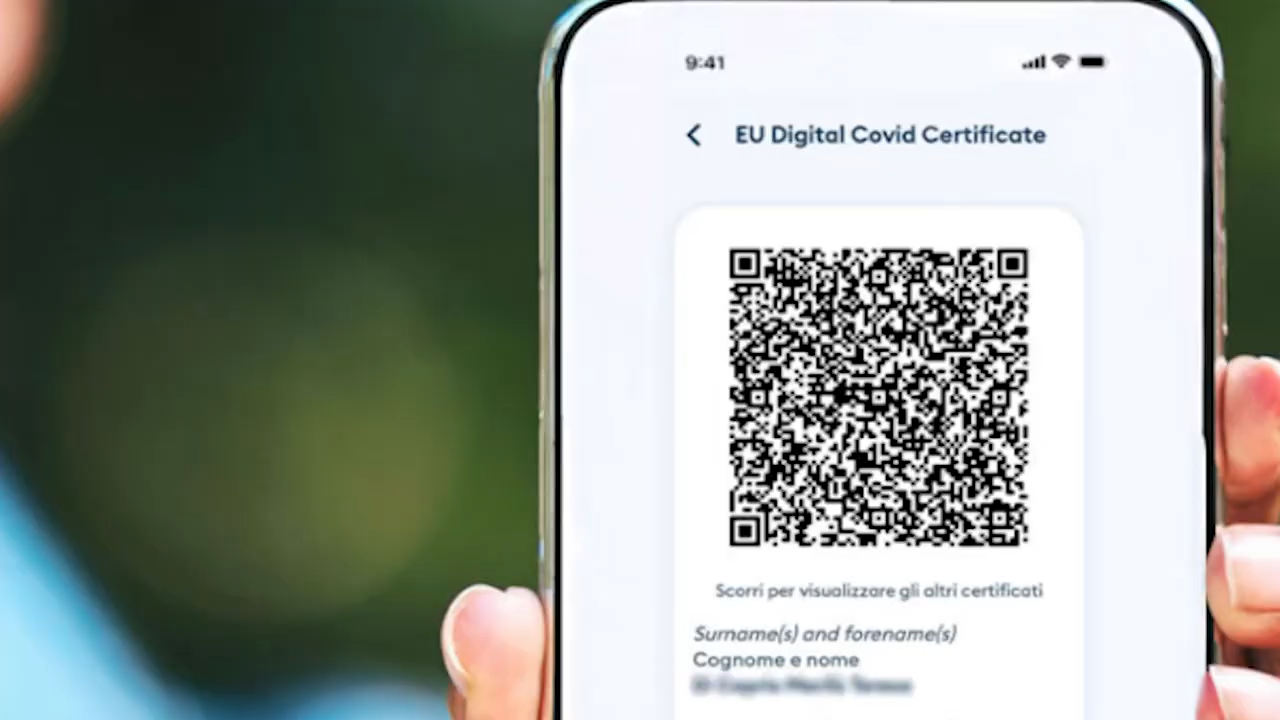 9:41
EU Digital Covid Certificate
Scorri per visualizzare gli altri certificati
Surname(s) and forename(s)
Cognome e nome